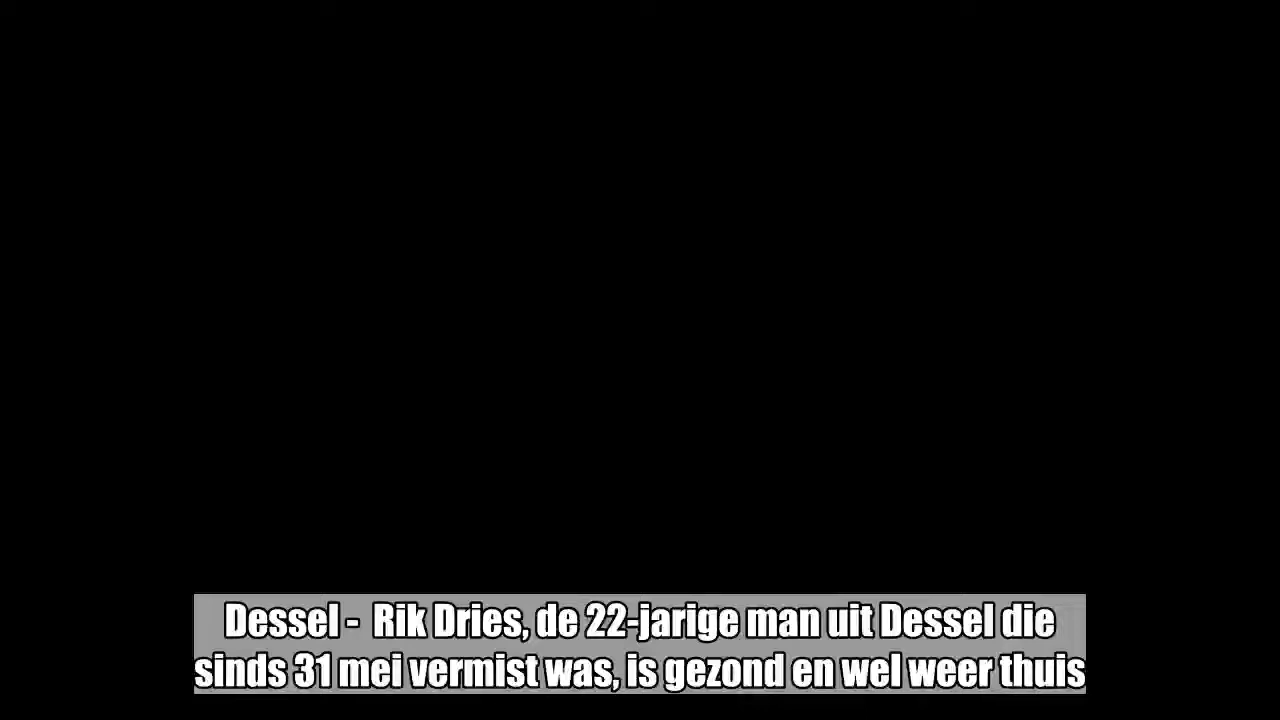 Dessel -  Rik Dries, de 22-jarige man uit Dessel die
sinds 31 mei vermist was, is gezond en wel weer thuis